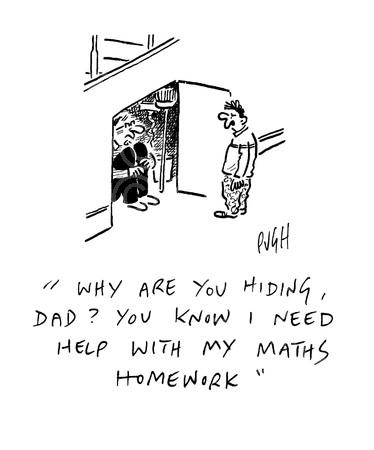 PUGH
" WHY ARE YOU HIDING,
DAD? YOU KNOW I NEED
HELP WITH MY MATHS
HOMEWORK "